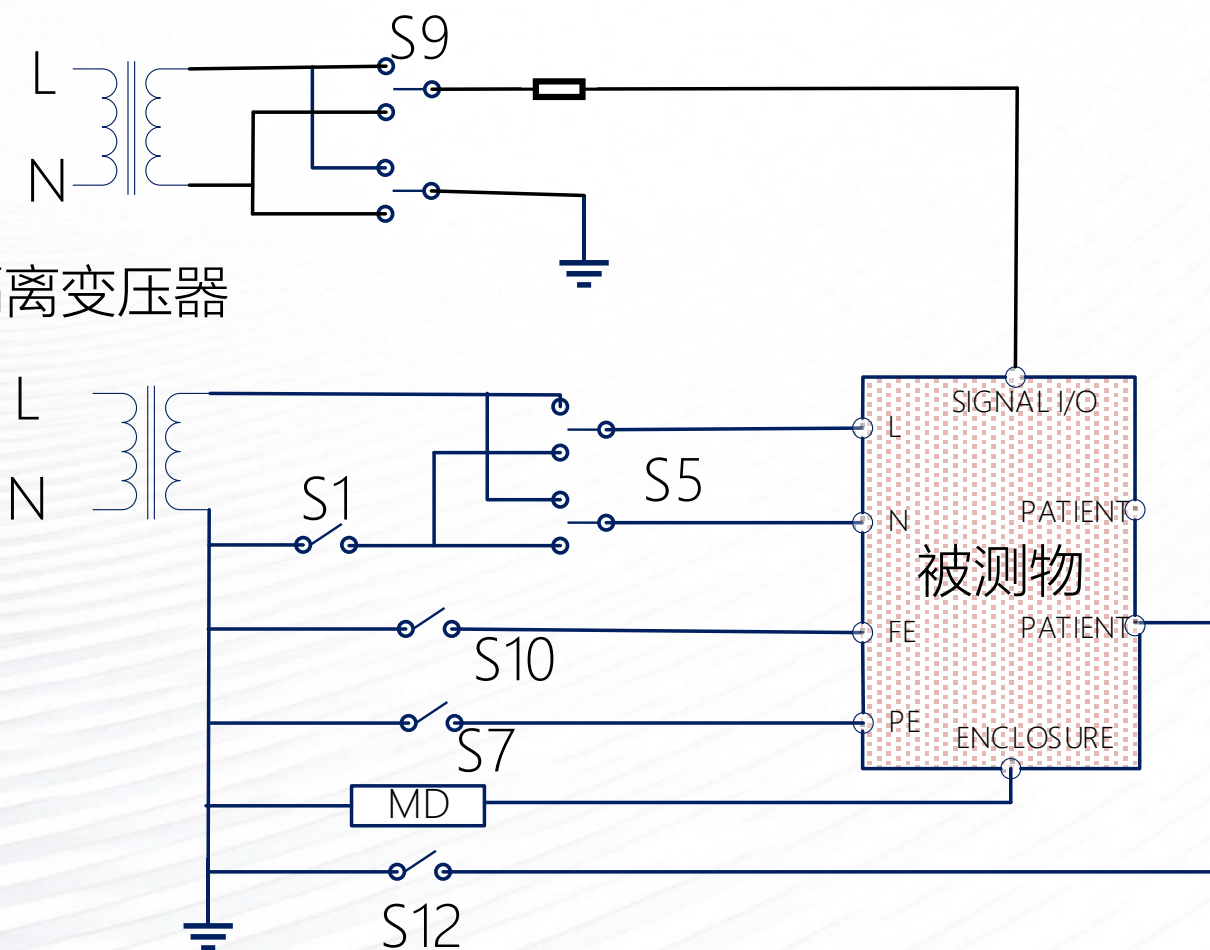 S9
L
N
离变压器
L
N
S1
S5
S10
S7
MD
S12
SIGNAL I/O
L
N
PATIENT
被测物
PATIENT
FE
PE
ENCLOSURE